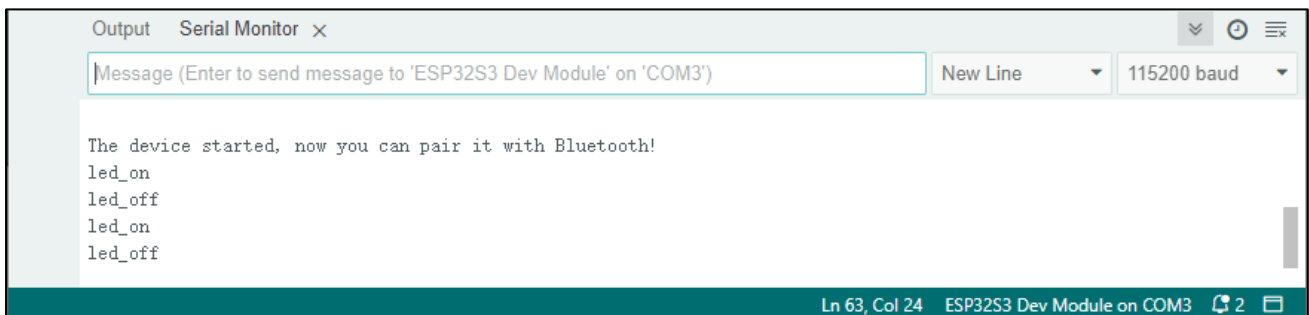 Output Serial Monitor
Message (Enter to send message to 'ESP32S3 Dev Module' on 'COM3') New Line 115200 baud
The device started, now you can pair it with Bluetooth!
led_on
led_off
led_on
led_off
Ln 63, Col 24 ESP32S3 Dev Module on COM3 2